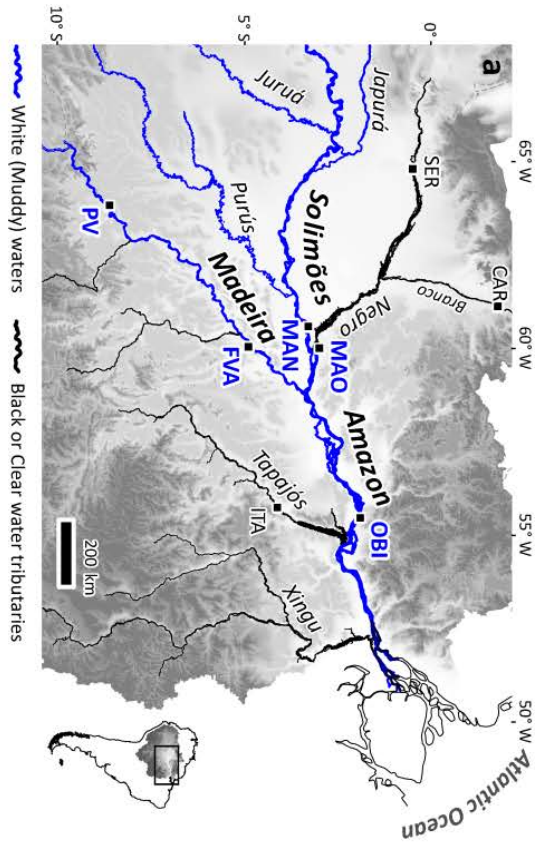 a
65° W
60° W
55° W
50° W
0°
5° S
10° S
Japurá
Juruá
SER
CAR
Branco
Negro
Solimões
Purús
MAN
MAO
Madeira
PV
FVA
Amazon
OBI
Tapajós
ITA
Xingu
Atlantic Ocean
200 km
White (Muddy) waters
Black or Clear water tributaries